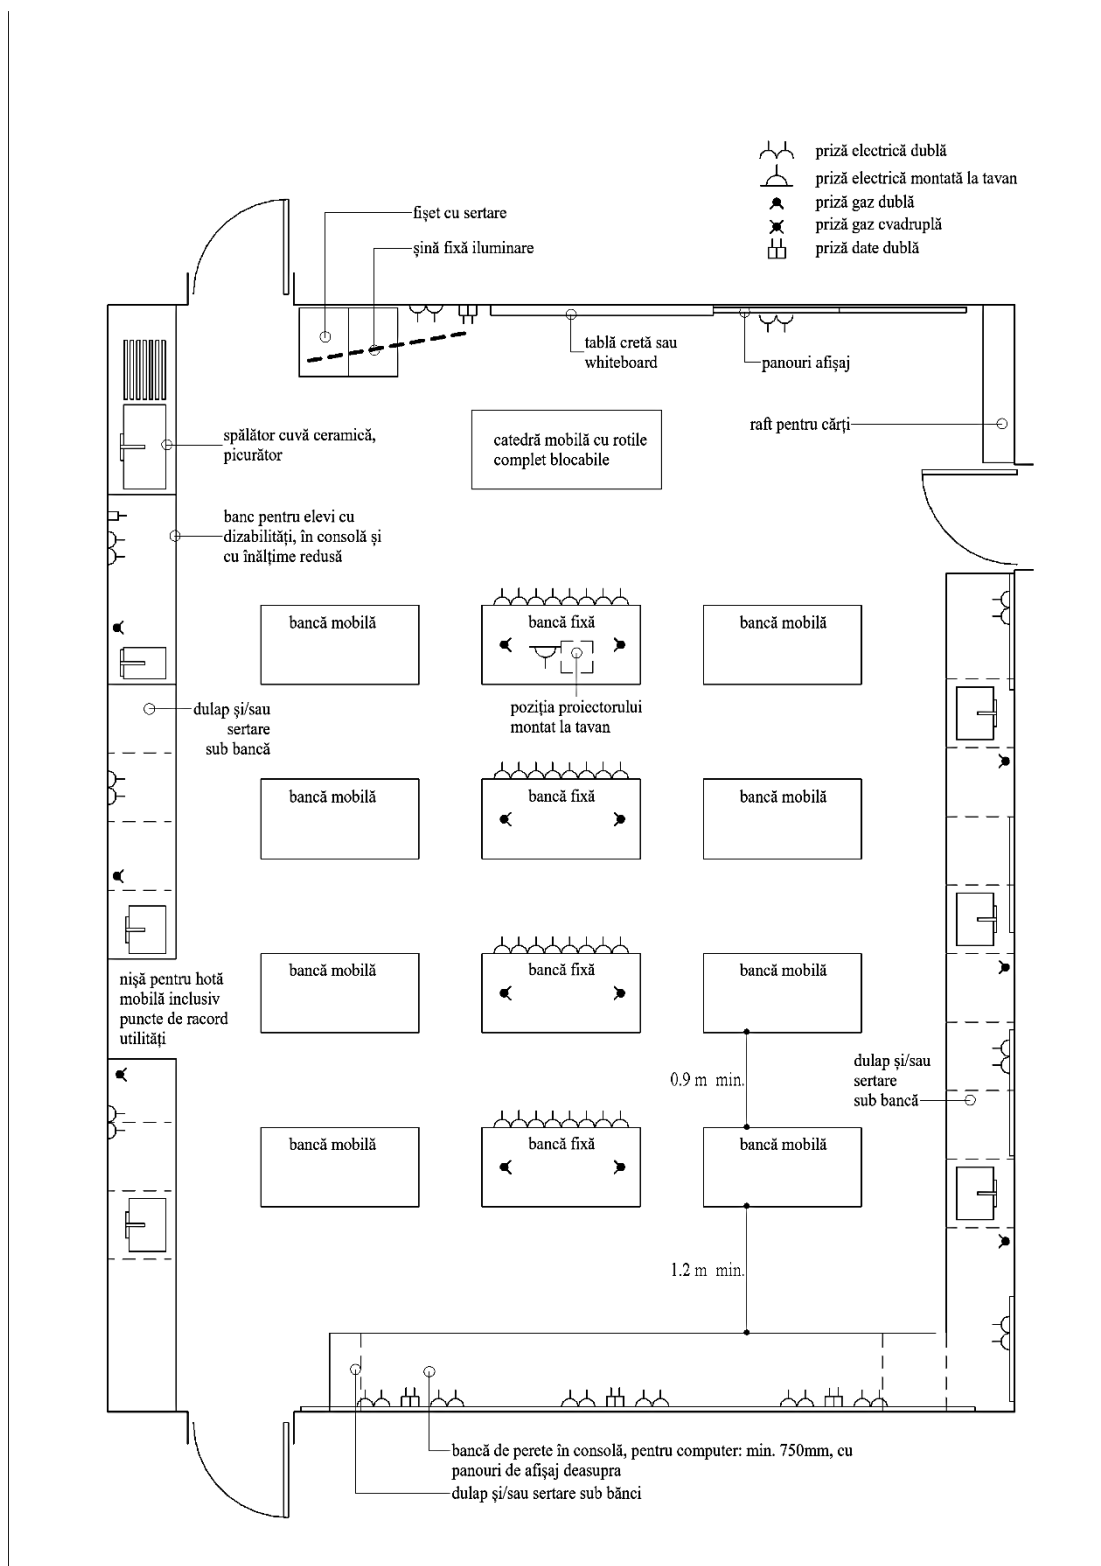 priză electrică dublă
priză electrică montată la tavan
priză gaz dublă
priză gaz cvadruplă
priză date dublă
fișet cu sertare
șină fixă iluminare
tablă cretă sau
whiteboard
panouri afișaj
raft pentru cărți
spălător cuvă ceramică,
picurător
catedră mobilă cu rotile
complet blocabile
banc pentru elevi cu
dizabilități, în consolă și
cu înălțime redusă
bancă mobilă
bancă fixă
bancă mobilă
dulap și/sau
sertare
sub bancă
poziția proiectorului
montat la tavan
bancă mobilă
bancă fixă
bancă mobilă
bancă mobilă
bancă fixă
bancă mobilă
nișă pentru hotă
mobilă inclusiv
puncte de racord
utilități
0.9 m min.
dulap și/sau
sertare
sub bancă
bancă mobilă
bancă fixă
bancă mobilă
1.2 m min.
bancă de perete în consolă, pentru computer: min. 750mm, cu
panouri de afișaj deasupra
dulap și/sau sertare sub bănci